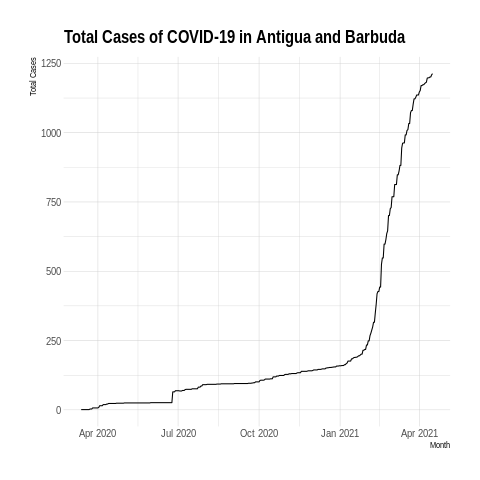 Total Cases of COVID-19 in Antigua and Barbuda
Total Cases
1250
1000
750
500
250
0
Apr 2020 Jul 2020 Oct 2020 Jan 2021 Apr 2021
Month